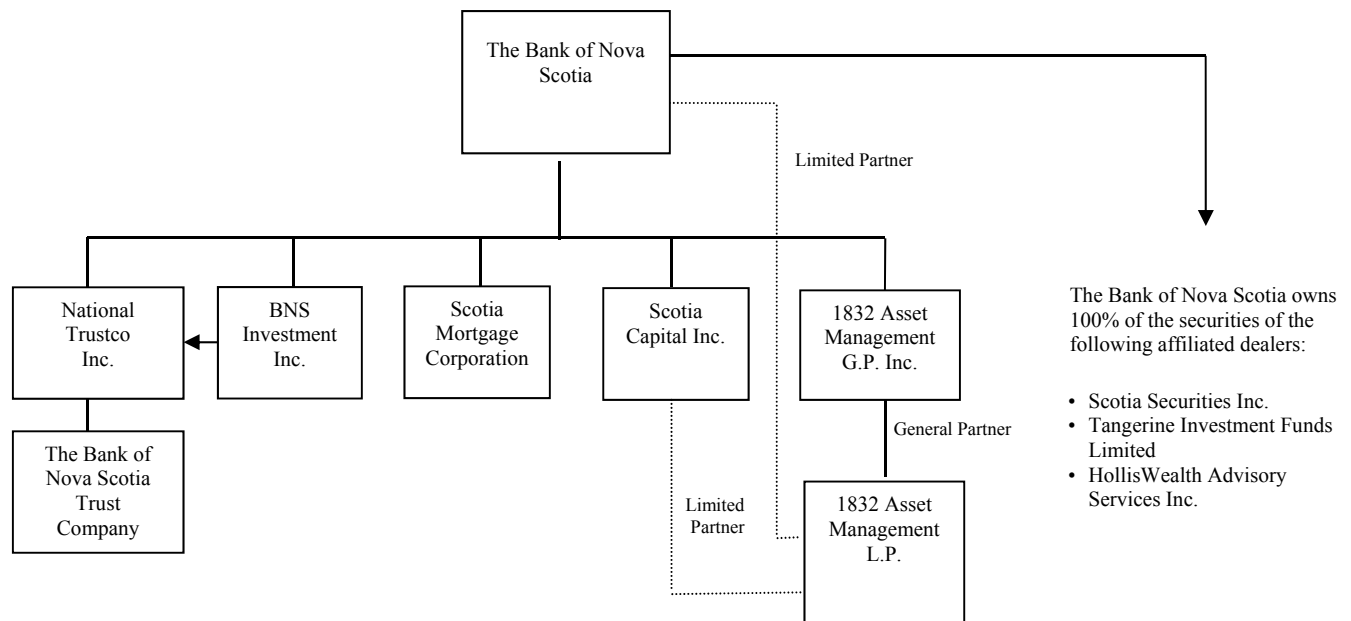 The Bank of Nova
Scotia
Limited Partner
National
Trustco
Inc.
BNS
Investment
Inc.
Scotia
Mortgage
Corporation
Scotia
Capital Inc.
1832 Asset
Management
G.P. Inc.
The Bank of Nova Scotia owns
100% of the securities of the
following affiliated dealers:
• Scotia Securities Inc.
• Tangerine Investment Funds
Limited
• HollisWealth Advisory
Services Inc.
General Partner
The Bank of
Nova Scotia
Trust
Company
Limited
Partner
1832 Asset
Management
L.P.